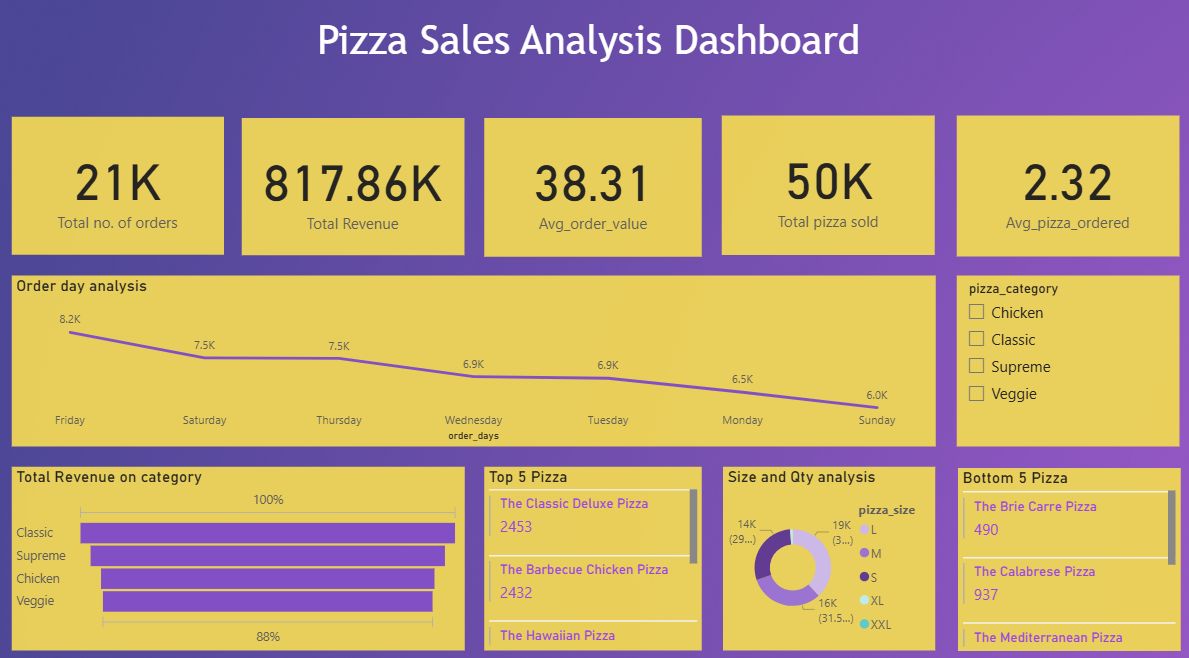 Pizza Sales Analysis Dashboard
21K
Total no. of orders
817.86K
Total Revenue
38.31
Avg_order_value
50K
Total pizza sold
2.32
Avg_pizza_ordered
Order day analysis
8.2K
7.5K
7.5K
6.9K
6.9K
6.5K
6.0K
Friday
Saturday
Thursday
Wednesday
Tuesday
Monday
Sunday
order_days
pizza_category
Chicken
Classic
Supreme
Veggie
Total Revenue on category
100%
Classic
Supreme
Chicken
Veggie
88%
Top 5 Pizza
The Classic Deluxe Pizza
2453
The Barbecue Chicken Pizza
2432
The Hawaiian Pizza
Size and Qty analysis
14K
(29...)
19K
(3...)
16K
(31.5...)
pizza_size
L
M
S
XL
XXL
Bottom 5 Pizza
The Brie Carre Pizza
490
The Calabrese Pizza
937
The Mediterranean Pizza